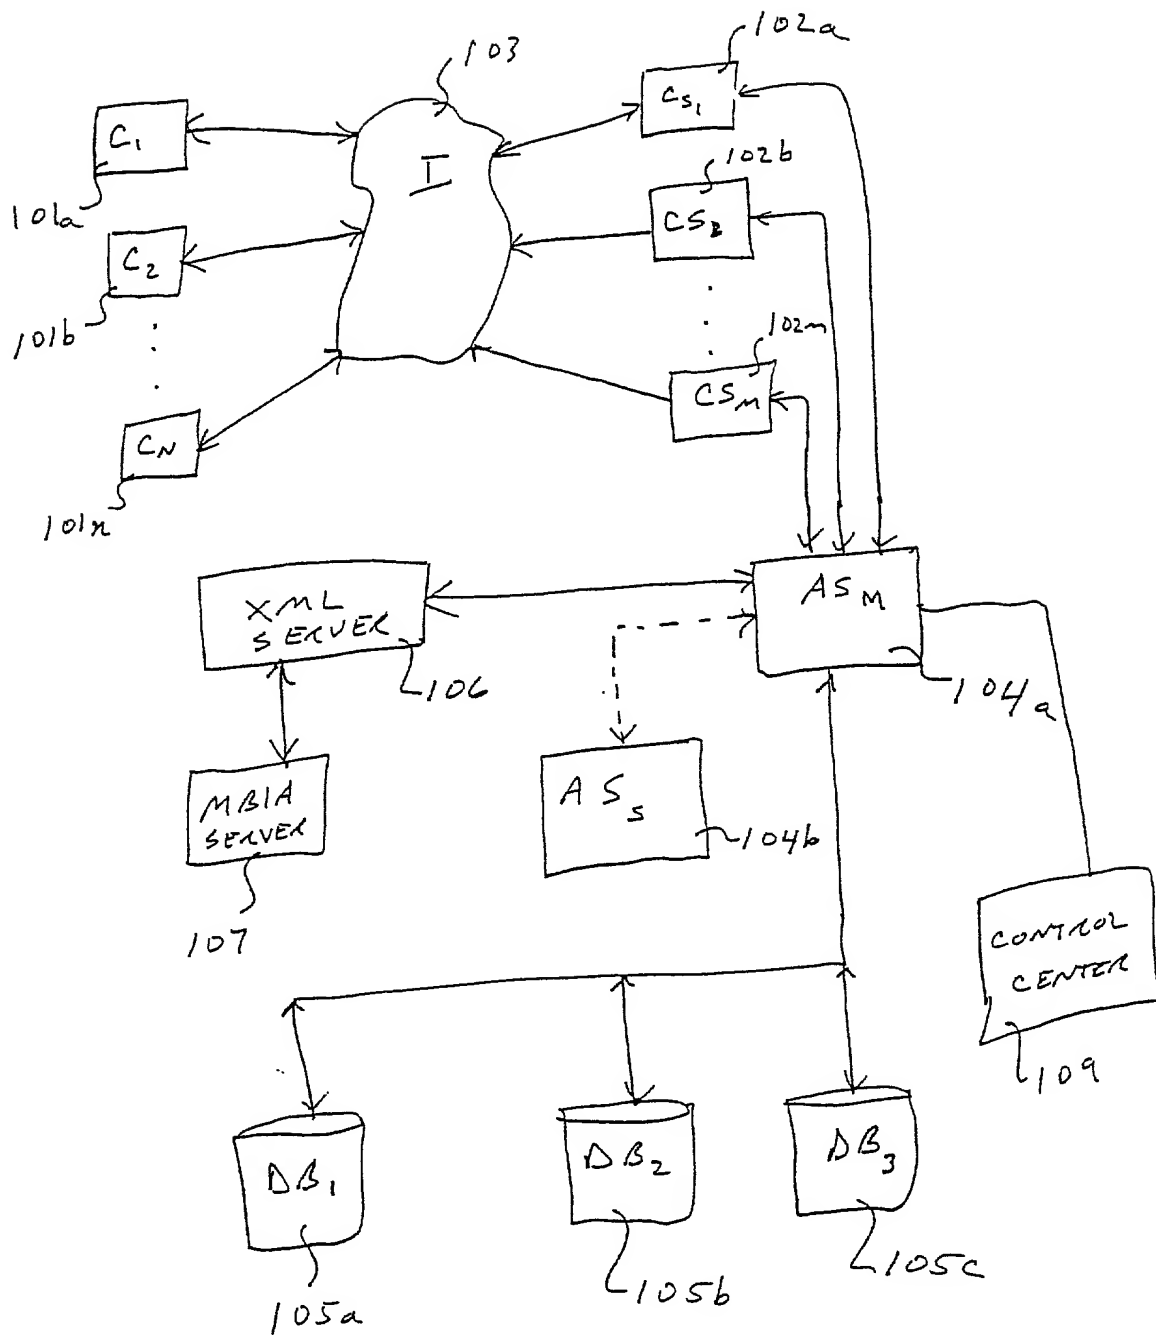 102a
103
CS1
C1
I
102b
101a
CS2
C2
101b
102m
CSM
CN
101n
XML
SERVER
ASM
106
104a
MBIA
SERVER
ASS
104b
107
CONTROL
CENTER
109
DB1
DB2
DB3
105a
105b
105c